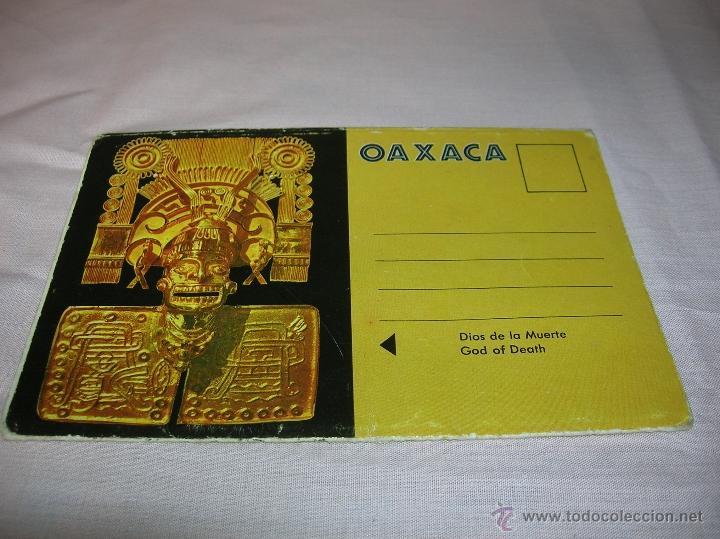 OAXACA
Dios de la Muerte
God of Death
© www.todocoleccion.net